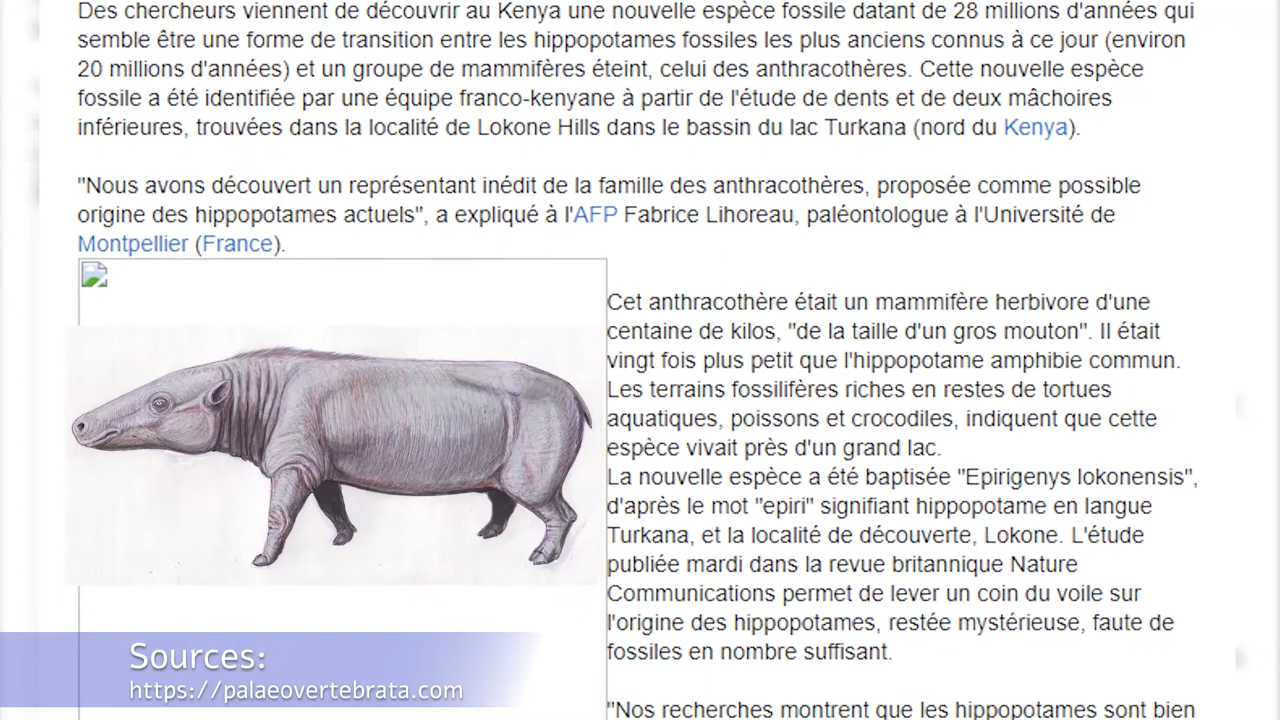 Des chercheurs viennent de découvrir au Kenya une nouvelle espèce fossile datant de 28 millions d'années qui
semble être une forme de transition entre les hippopotames fossiles les plus anciens connus à ce jour (environ
20 millions d'années) et un groupe de mammifères éteint, celui des anthracothères. Cette nouvelle espèce
fossile a été identifiée par une équipe franco-kenyane à partir de l'étude de dents et de deux mâchoires
inférieures, trouvées dans la localité de Lokone Hills dans le bassin du lac Turkana (nord du Kenya).
"Nous avons découvert un représentant inédit de la famille des anthracothères, proposée comme possible
origine des hippopotames actuels", a expliqué à l'AFP Fabrice Lihoreau, paléontologue à l'Université de
Montpellier (France).
Cet anthracothère était un mammifère herbivore d'une
centaine de kilos, "de la taille d'un gros mouton". Il était
vingt fois plus petit que l'hippopotame amphibie commun.
Les terrains fossilifères riches en restes de tortues
aquatiques, poissons et crocodiles, indiquent que cette
espèce vivait près d'un grand lac.
La nouvelle espèce a été baptisée "Epirigenys lokonensis",
d'après le mot "epiri" signifiant hippopotame en langue
Turkana, et la localité de découverte, Lokone. L'étude
publiée mardi dans la revue britannique Nature
Communications permet de lever un coin du voile sur
l'origine des hippopotames, restée mystérieuse, faute de
fossiles en nombre suffisant.
"Nos recherches montrent que les hippopotames sont bien
Sources:
https://palaeovertebrata.com